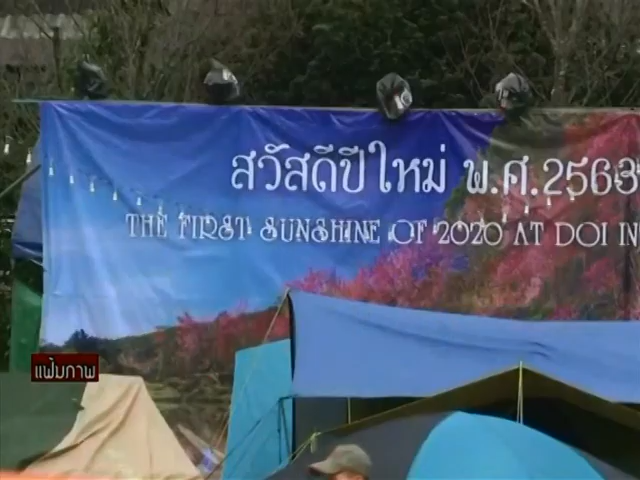 สวัสดีปีใหม่ พ.ศ.2563
THE FIRST SUNSHINE OF 2020 AT DOI IN
แฟ้มภาพ